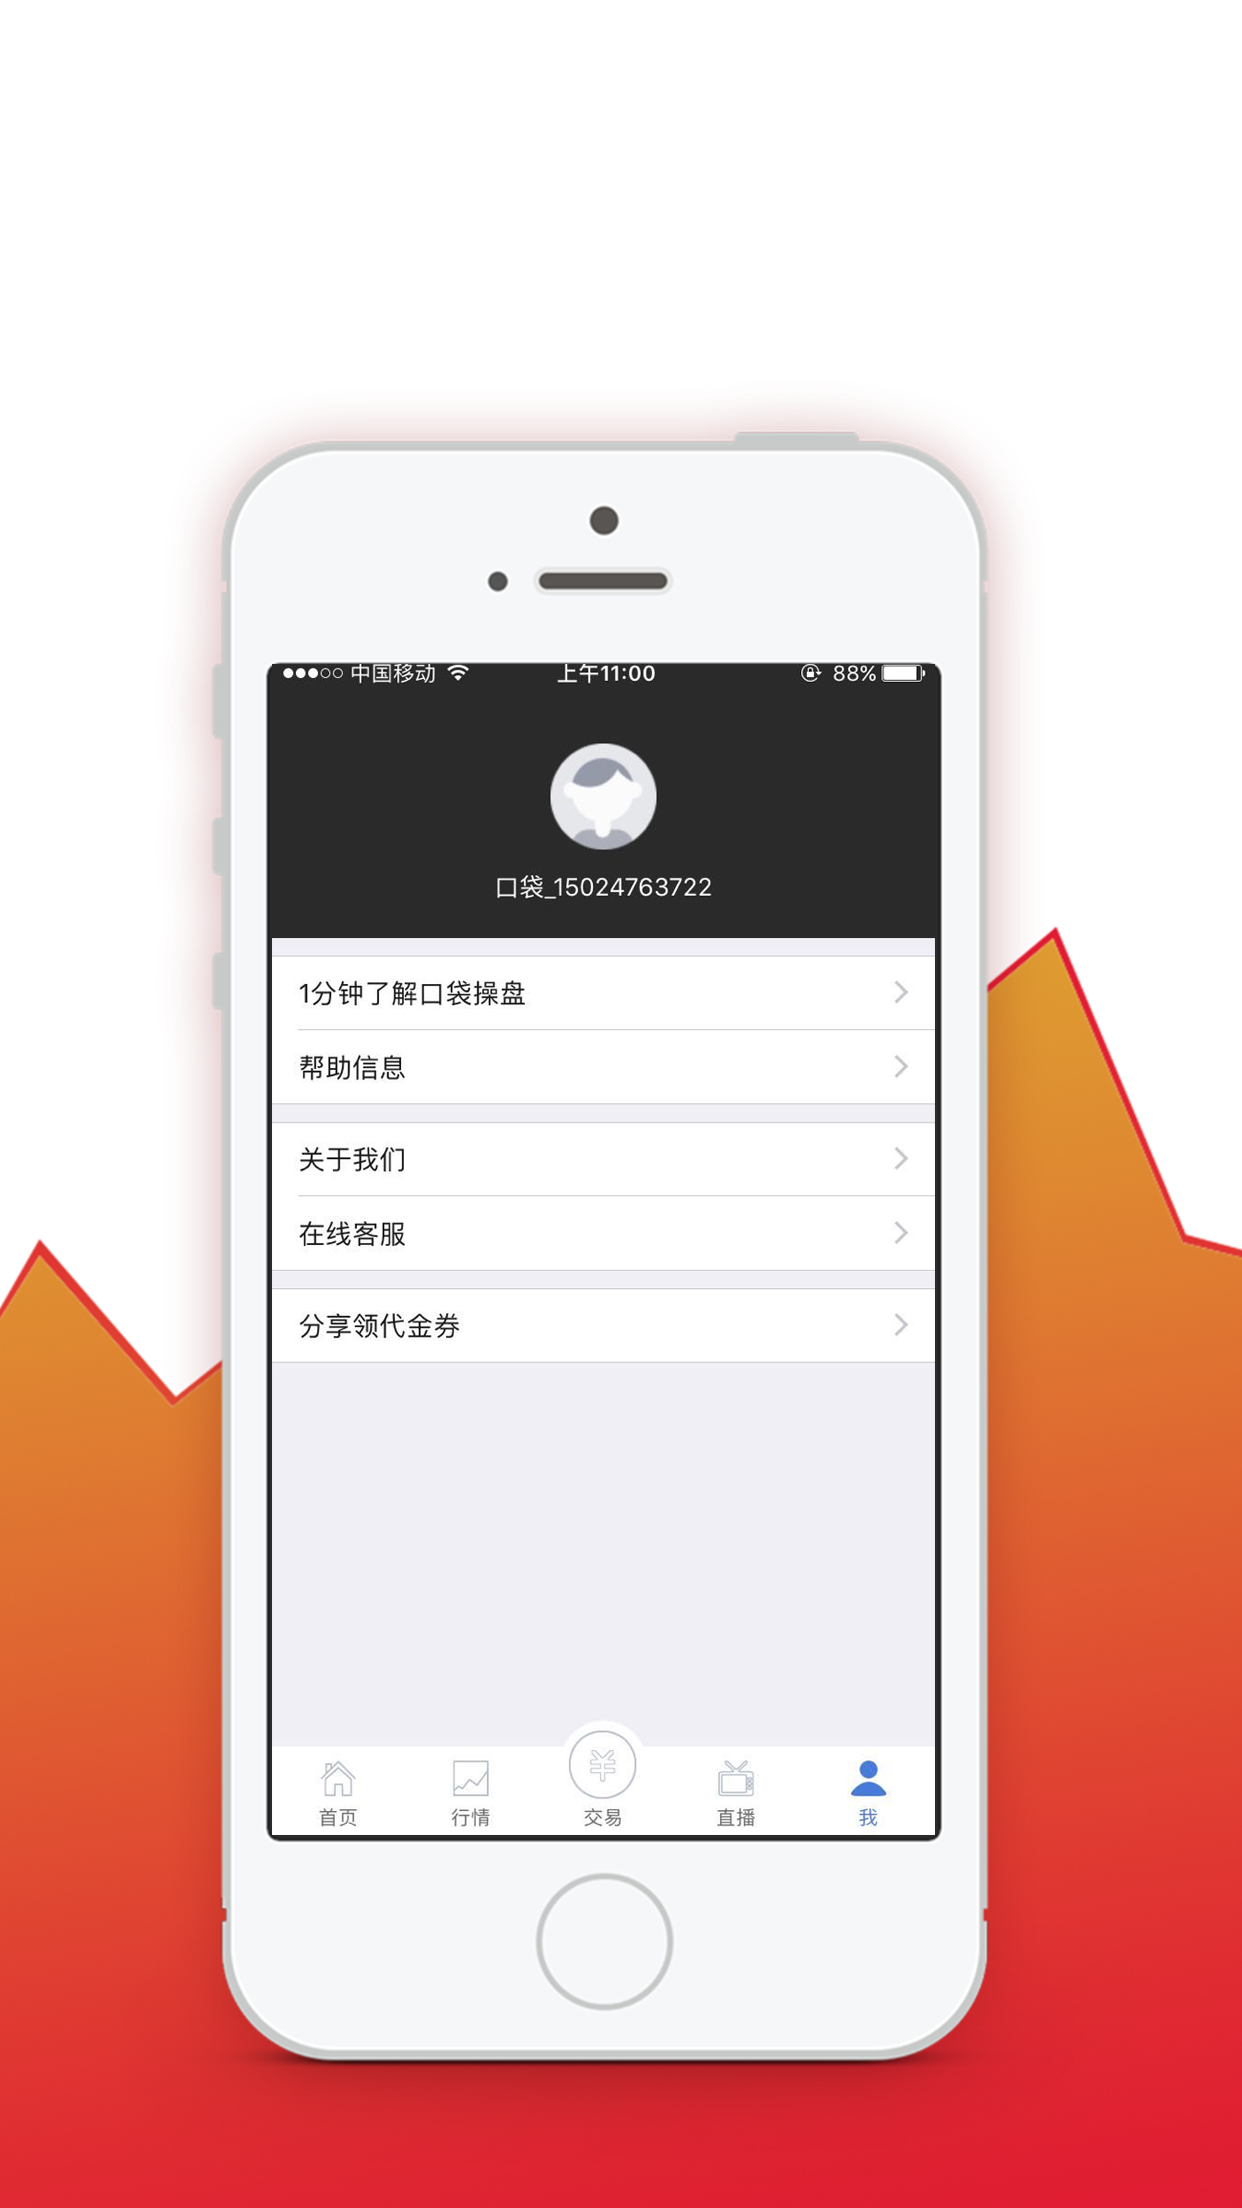 中国移动 上午11:00 88%
口袋_15024763722
1分钟了解口袋操盘
帮助信息
关于我们
在线客服
分享领代金券
首页 行情 交易 直播 我